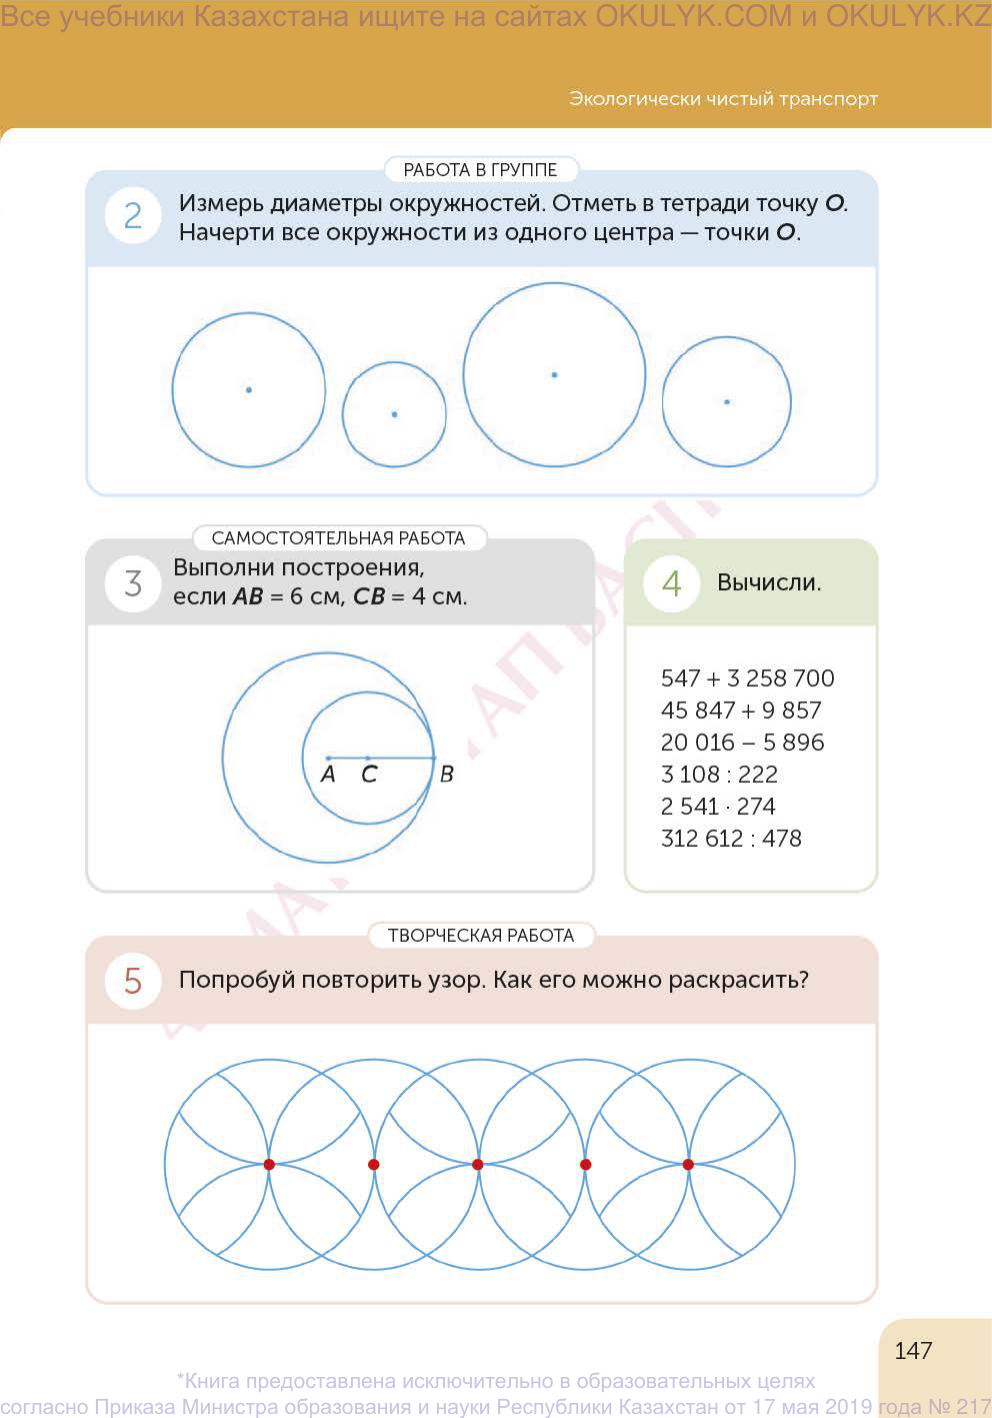 Все учебники Казахстана ищите на сайтах OKULYK.COM и OKULYK.KZ
Экологически чистый транспорт
РАБОТА В ГРУППЕ
2
Измерь диаметры окружностей. Отметь в тетради точку O.
Начерти все окружности из одного центра — точки O.
САМОСТОЯТЕЛЬНАЯ РАБОТА
3
Выполни построения,
если AB = 6 см, CB = 4 см.
A C B
4
Вычисли.
547 + 3 258 700
45 847 + 9 857
20 016 – 5 896
3 108 : 222
2 541 · 274
312 612 : 478
ТВОРЧЕСКАЯ РАБОТА
5
Попробуй повторить узор. Как его можно раскрасить?
147
*Книга предоставлена исключительно в образовательных целях
согласно Приказа Министра образования и науки Республики Казахстан от 17 мая 2019 года № 217